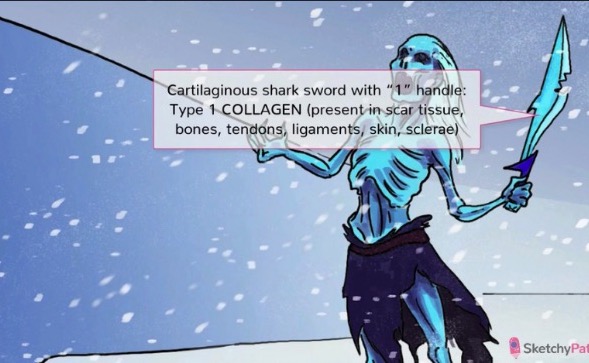 Cartilaginous shark sword with “1” handle:
Type 1 COLLAGEN (present in scar tissue,
bones, tendons, ligaments, skin, sclerae)
SketchyPat